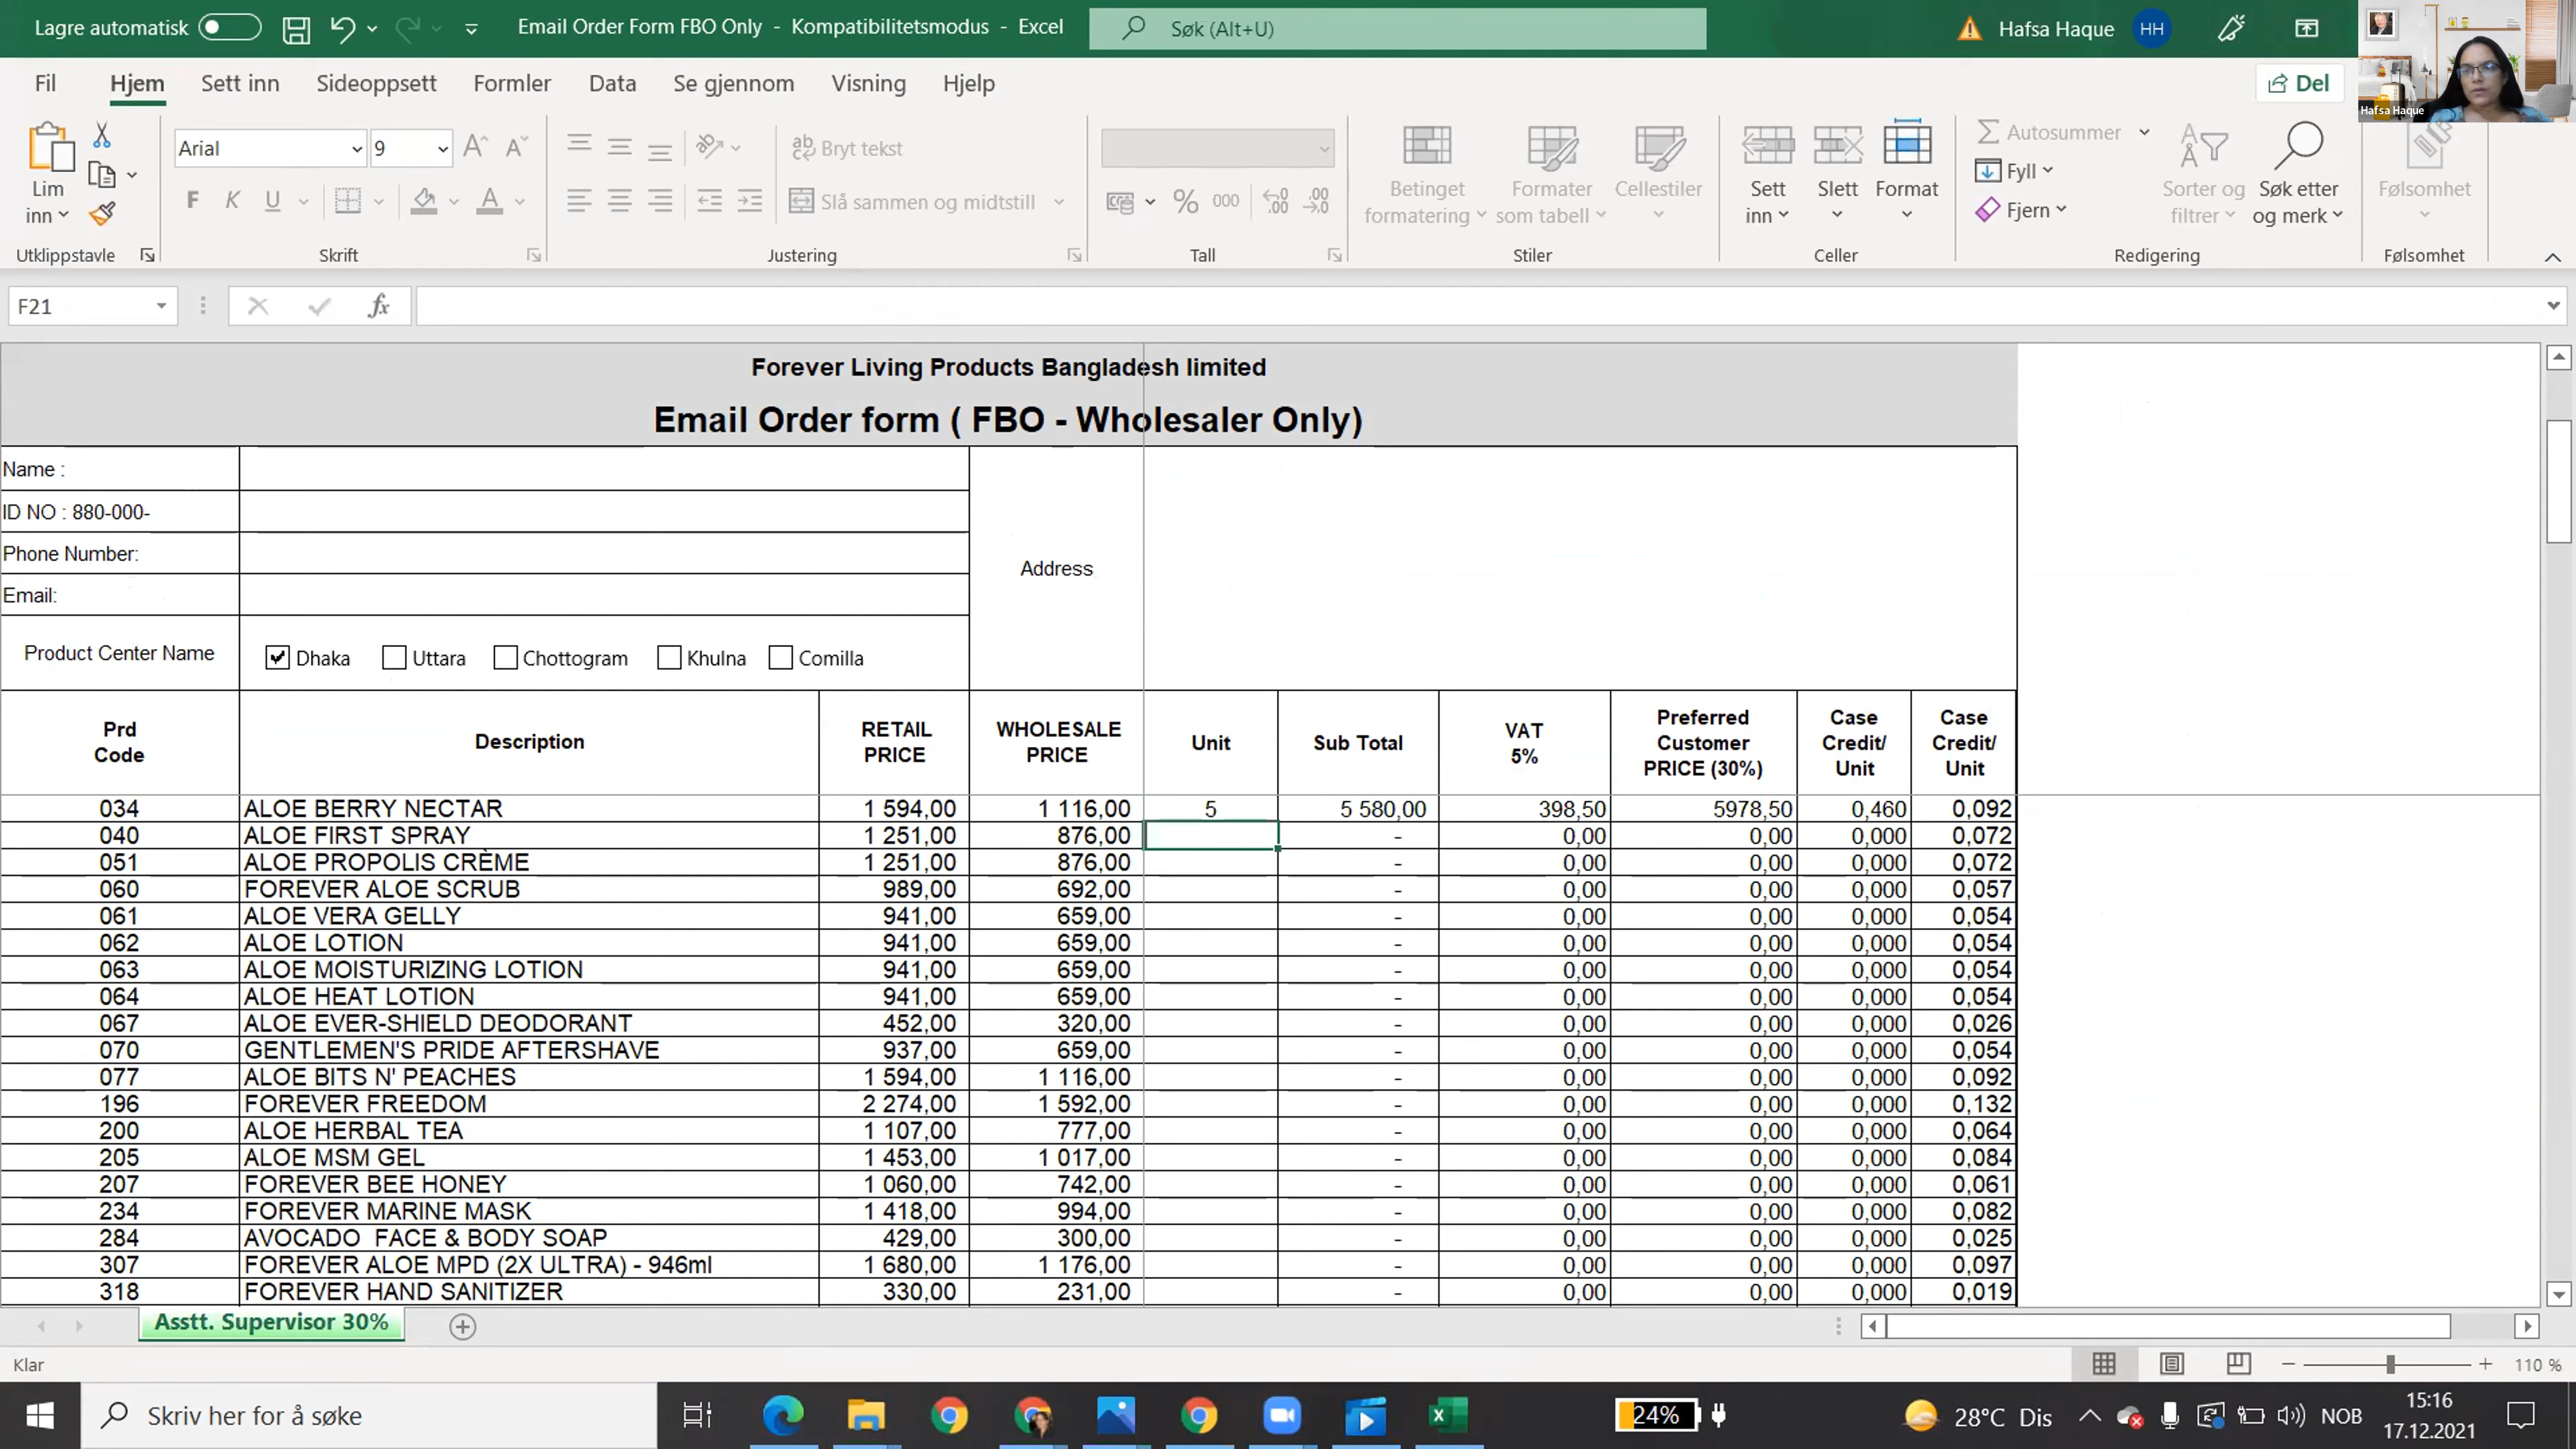 Lagre automatisk
Email Order Form FBO Only - Kompatibilitetsmodus - Excel
Søk (Alt+U)
Hafsa Haque HH
Fil Hjem Sett inn Sideoppsett Formler Data Se gjennom Visning Hjelp
Del
Hafsa Haque
Lim inn
Arial 9
F K U
A
Bryt tekst
Slå sammen og midtstill
% 000
Betinget formatering
Formater som tabell
Cellestiler
Sett inn
Slett
Format
Autosummer
Fyll
Fjern
Sorter og filtrer
Søk etter og merk
Følsomhet
Utklippstavle Skrift Justering Tall Stiler Celler Redigering Følsomhet
F21 fx
Forever Living Products Bangladesh limited
Email Order form ( FBO - Wholesaler Only)
Name :
ID NO : 880-000-
Phone Number:
Email:
Address
Product Center Name Dhaka Uttara Chottogram Khulna Comilla
Prd Code Description RETAIL PRICE WHOLESALE PRICE Unit Sub Total VAT 5% Preferred Customer PRICE (30%) Case Credit/ Unit Case Credit/ Unit
034 ALOE BERRY NECTAR 1 594,00 1 116,00 5 5 580,00 398,50 5978,50 0,460 0,092
040 ALOE FIRST SPRAY 1 251,00 876,00 - 0,00 0,00 0,000 0,072
051 ALOE PROPOLIS CRÈME 1 251,00 876,00 - 0,00 0,00 0,000 0,072
060 FOREVER ALOE SCRUB 989,00 692,00 - 0,00 0,00 0,000 0,057
061 ALOE VERA GELLY 941,00 659,00 - 0,00 0,00 0,000 0,054
062 ALOE LOTION 941,00 659,00 - 0,00 0,00 0,000 0,054
063 ALOE MOISTURIZING LOTION 941,00 659,00 - 0,00 0,00 0,000 0,054
064 ALOE HEAT LOTION 941,00 659,00 - 0,00 0,00 0,000 0,054
067 ALOE EVER-SHIELD DEODORANT 452,00 320,00 - 0,00 0,00 0,000 0,026
070 GENTLEMEN'S PRIDE AFTERSHAVE 937,00 659,00 - 0,00 0,00 0,000 0,054
077 ALOE BITS N' PEACHES 1 594,00 1 116,00 - 0,00 0,00 0,000 0,092
196 FOREVER FREEDOM 2 274,00 1 592,00 - 0,00 0,00 0,000 0,132
200 ALOE HERBAL TEA 1 107,00 777,00 - 0,00 0,00 0,000 0,064
205 ALOE MSM GEL 1 453,00 1 017,00 - 0,00 0,00 0,000 0,084
207 FOREVER BEE HONEY 1 060,00 742,00 - 0,00 0,00 0,000 0,061
234 FOREVER MARINE MASK 1 418,00 994,00 - 0,00 0,00 0,000 0,082
284 AVOCADO FACE & BODY SOAP 429,00 300,00 - 0,00 0,00 0,000 0,025
307 FOREVER ALOE MPD (2X ULTRA) - 946ml 1 680,00 1 176,00 - 0,00 0,00 0,000 0,097
318 FOREVER HAND SANITIZER 330,00 231,00 - 0,00 0,00 0,000 0,019
Asstt. Supervisor 30%
Klar
110 %
Skriv her for å søke
24%
28°C Dis
NOB
15:16
17.12.2021